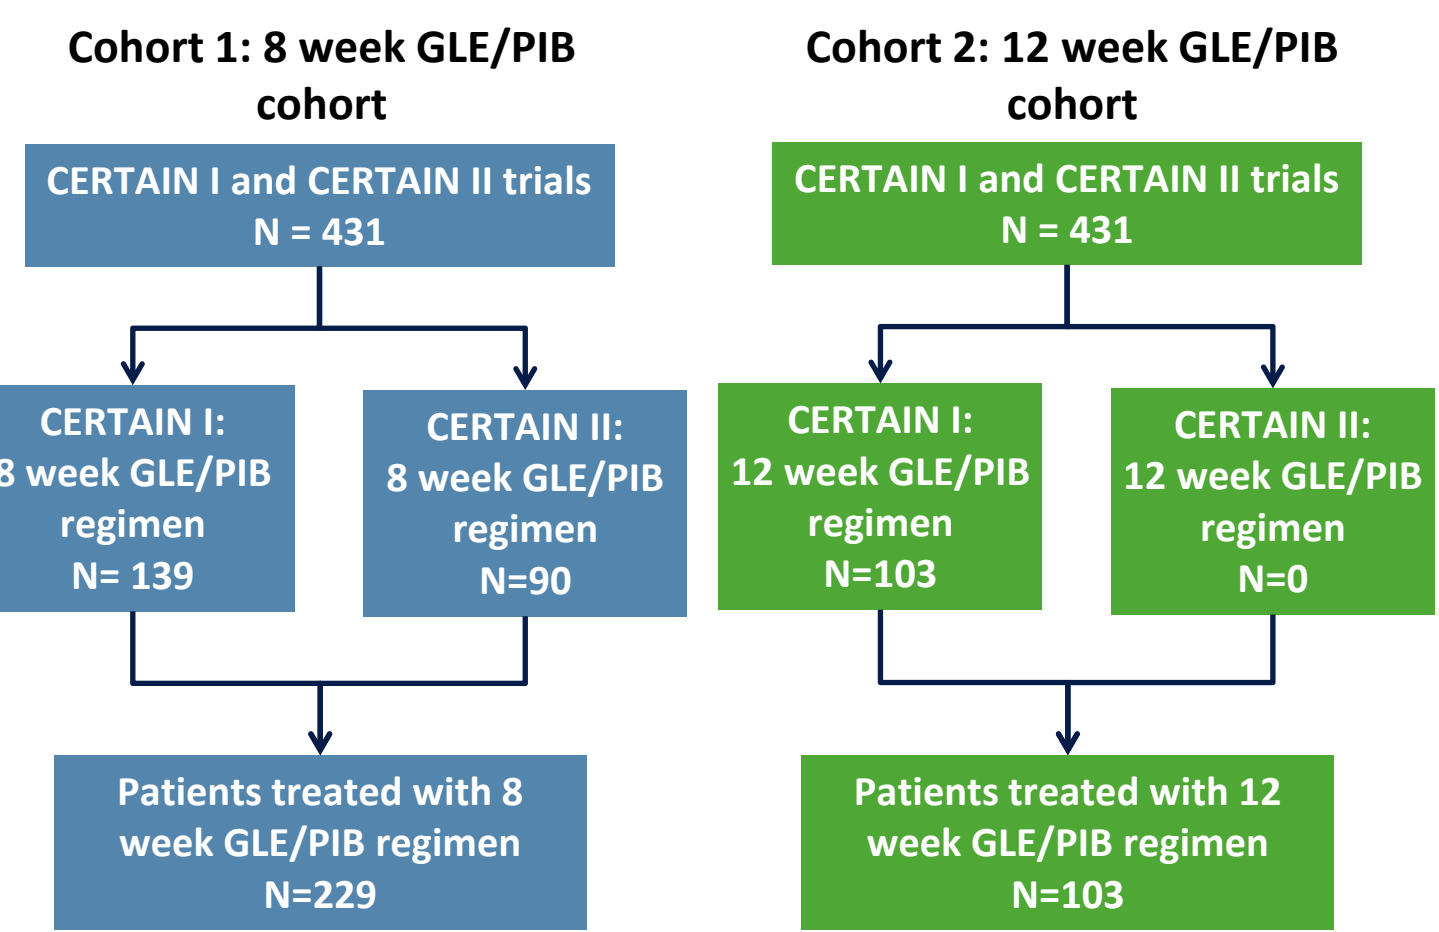 Cohort 1: 8 week GLE/PIB
cohort
CERTAIN I and CERTAIN II trials
N = 431
CERTAIN I:
8 week GLE/PIB
regimen
N= 139
CERTAIN II:
8 week GLE/PIB
regimen
N=90
Patients treated with 8
week GLE/PIB regimen
N=229
Cohort 2: 12 week GLE/PIB
cohort
CERTAIN I and CERTAIN II trials
N = 431
CERTAIN I:
12 week GLE/PIB
regimen
N=103
CERTAIN II:
12 week GLE/PIB
regimen
N=0
Patients treated with 12
week GLE/PIB regimen
N=103